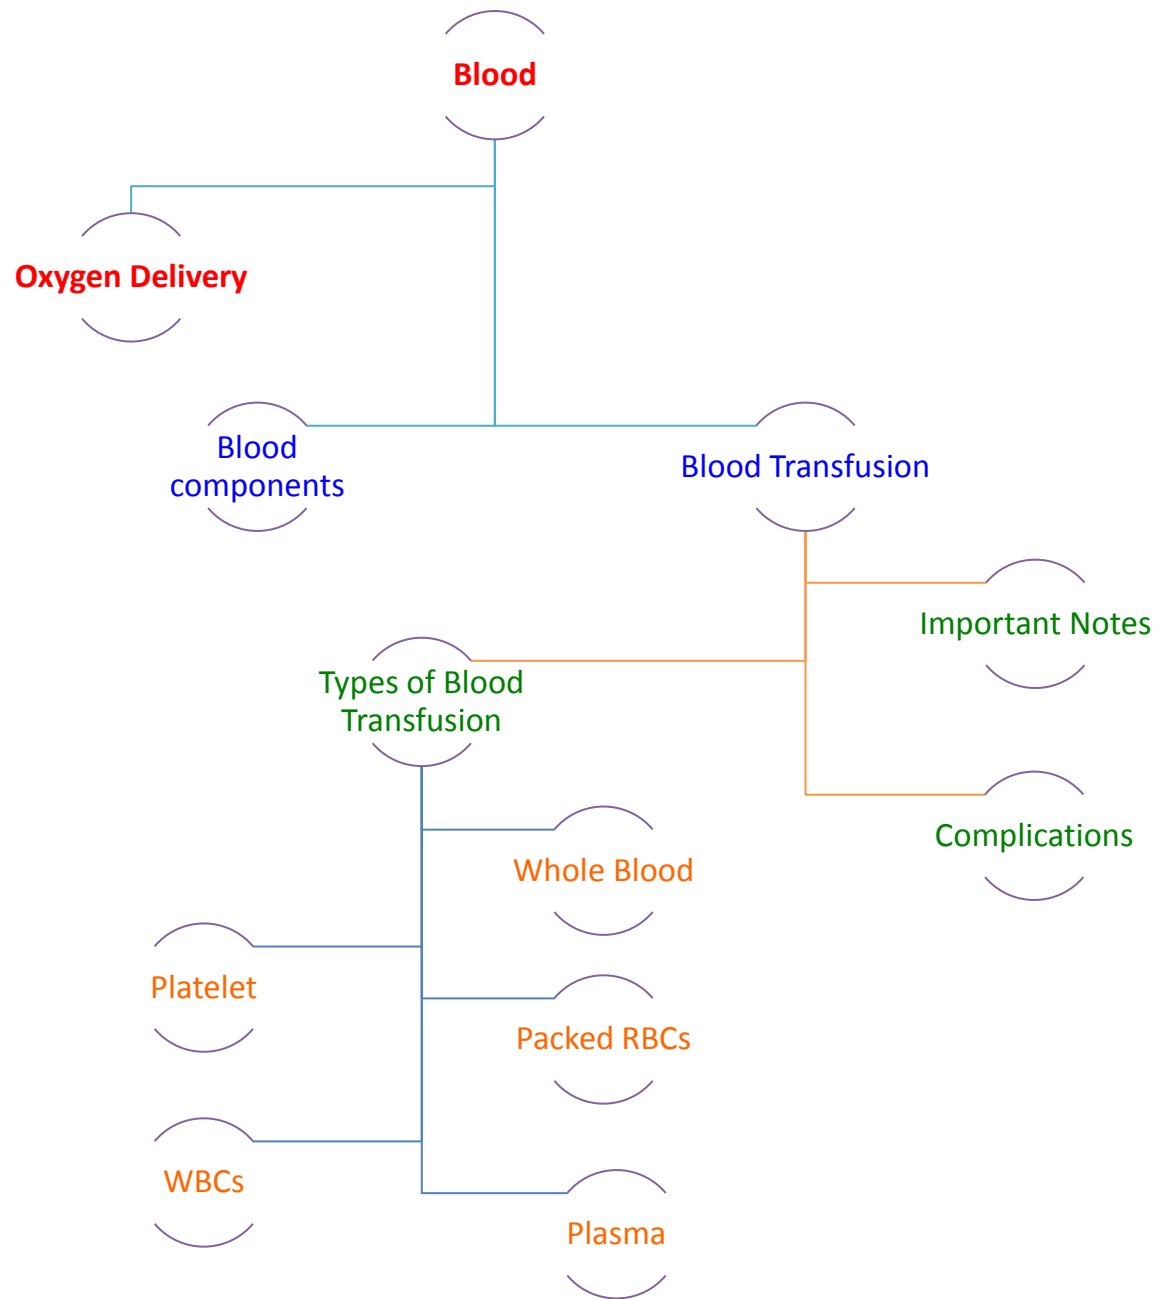 Blood
Oxygen Delivery
Blood
components
Blood Transfusion
Important Notes
Types of Blood
Transfusion
Complications
Whole Blood
Platelet
Packed RBCs
WBCs
Plasma